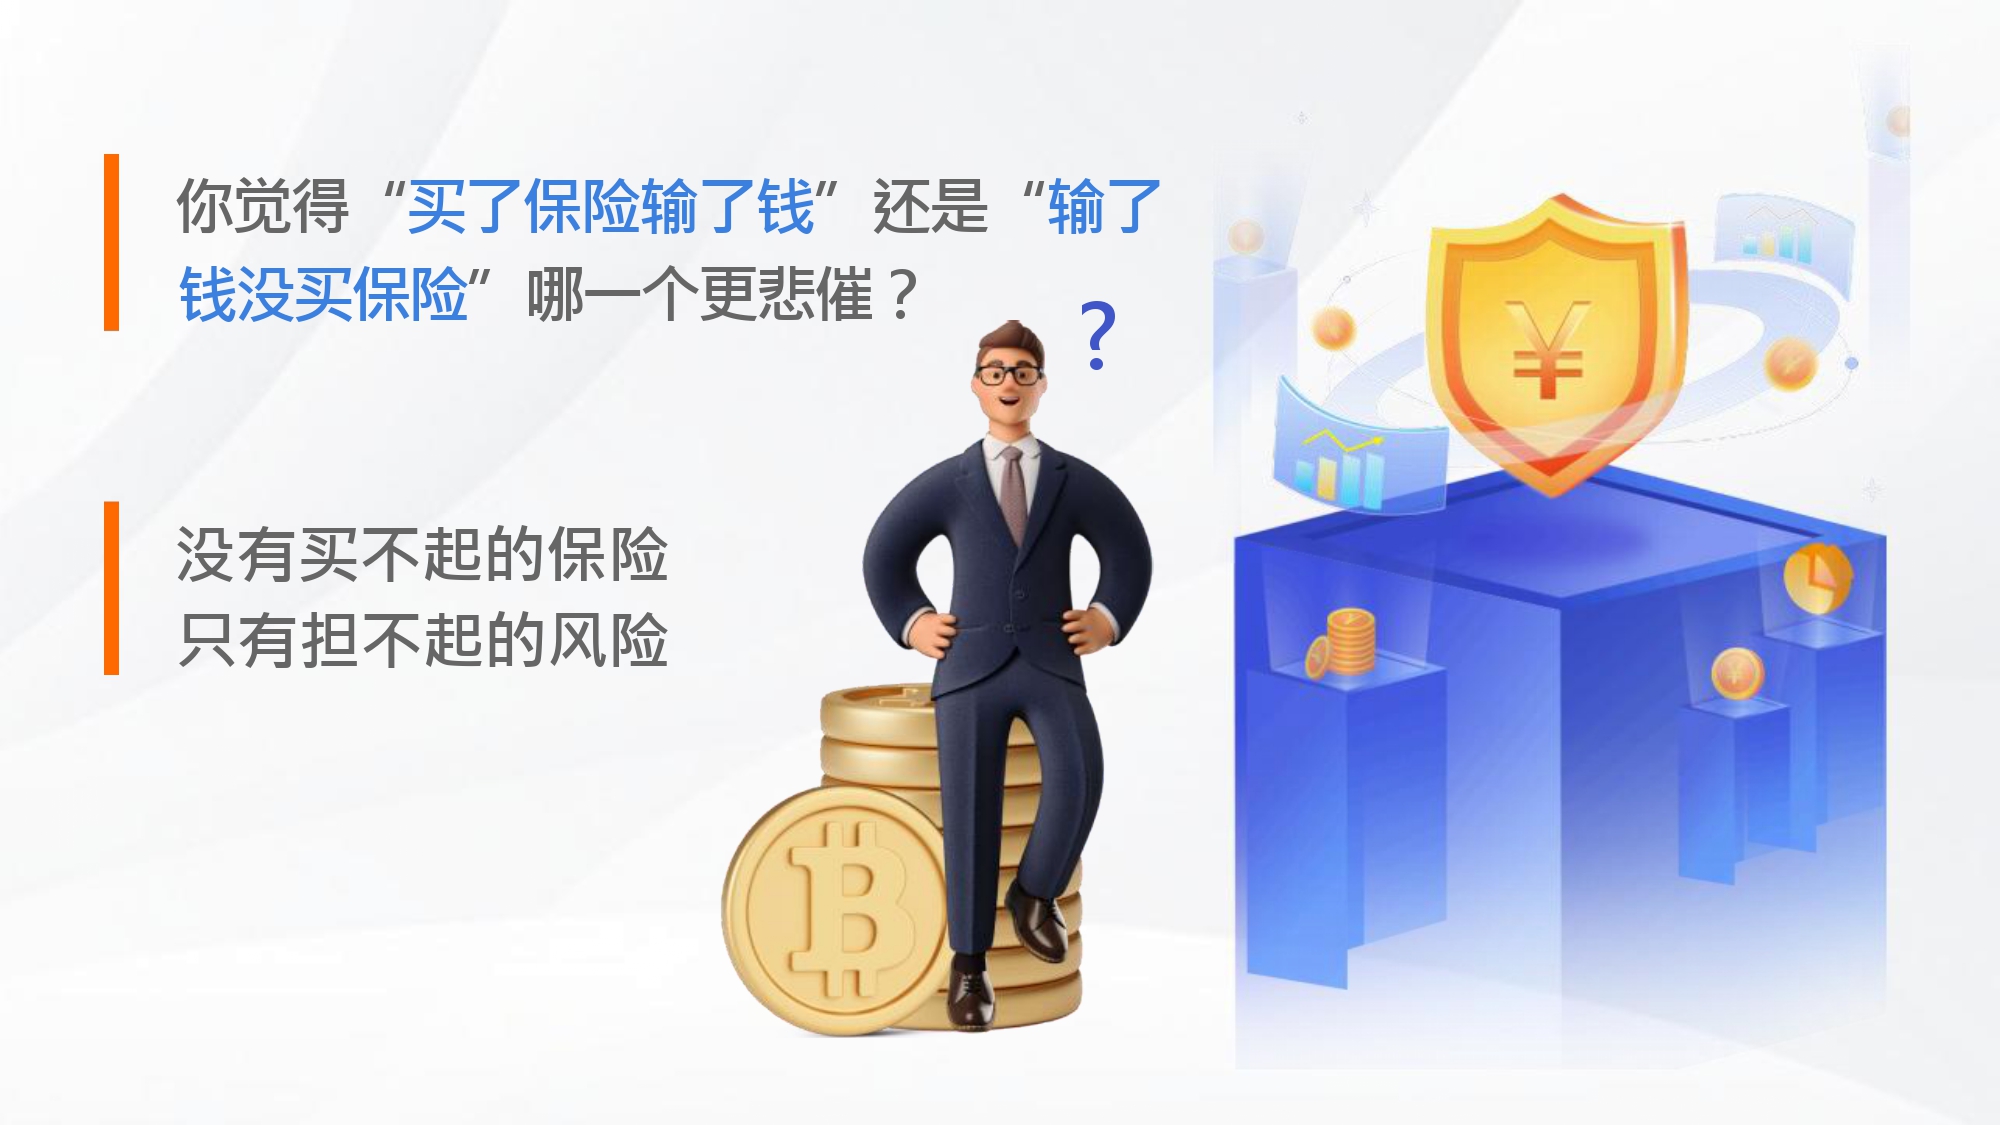 你觉得“买了保险输了钱”还是“输了
钱没买保险”哪一个更悲催？
?
没有买不起的保险
只有担不起的风险
¥
B